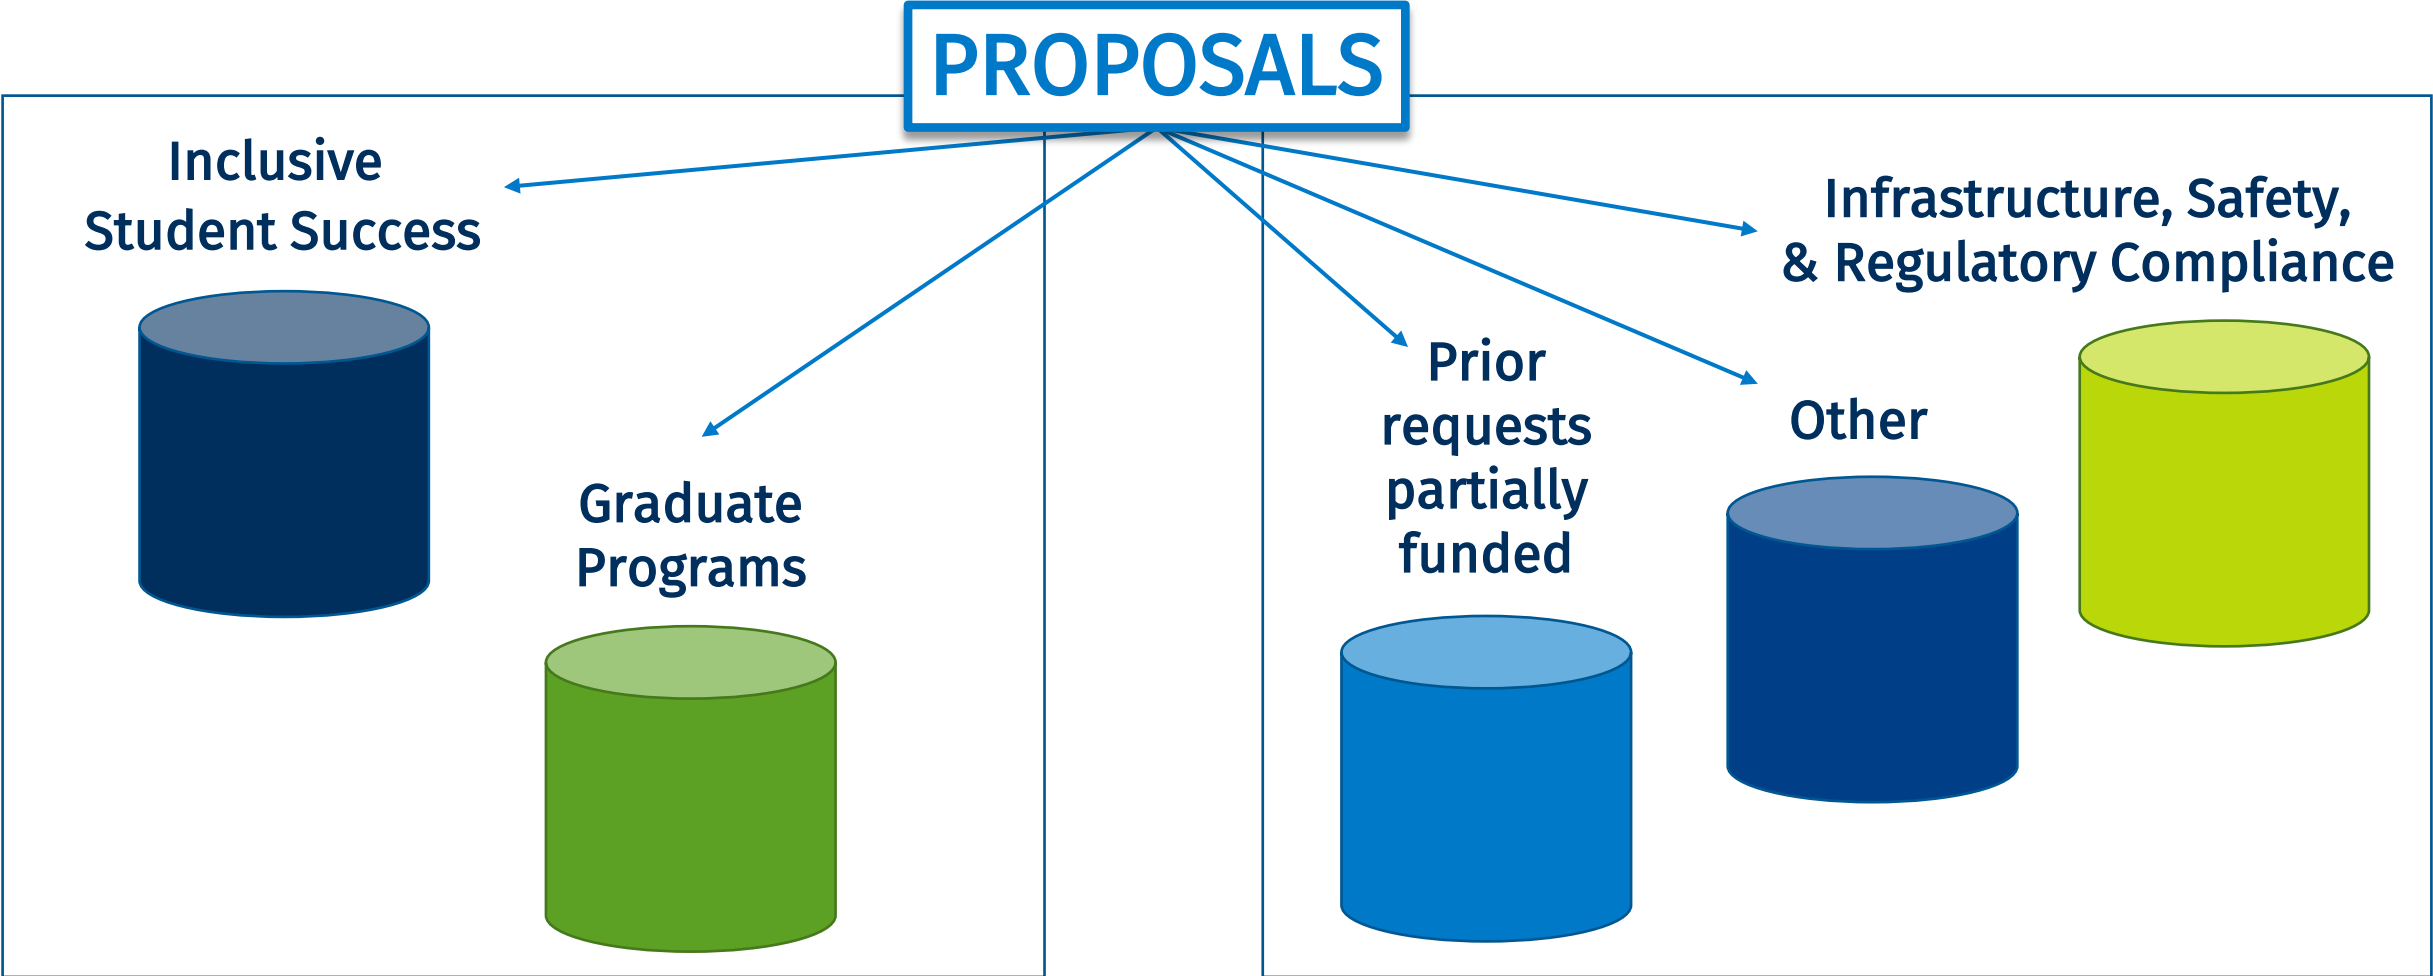 PROPOSALS
Inclusive
Student Success
Graduate
Programs
Prior
requests
partially
funded
Other
Infrastructure, Safety,
& Regulatory Compliance